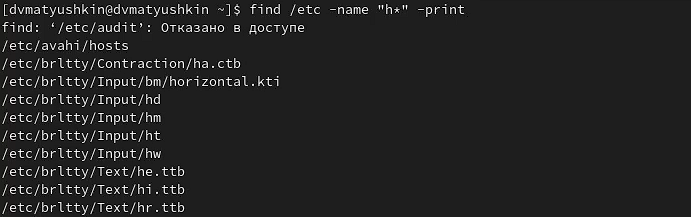 [dvmatyushkin@dvmatyushkin ~]$ find /etc -name "h*" -print
find: ‘/etc/audit’: Отказано в доступе
/etc/avahi/hosts
/etc/brltty/Contraction/ha.ctb
/etc/brltty/Input/bm/horizontal.kti
/etc/brltty/Input/hd
/etc/brltty/Input/hm
/etc/brltty/Input/ht
/etc/brltty/Input/hw
/etc/brltty/Text/he.ttb
/etc/brltty/Text/hi.ttb
/etc/brltty/Text/hr.ttb